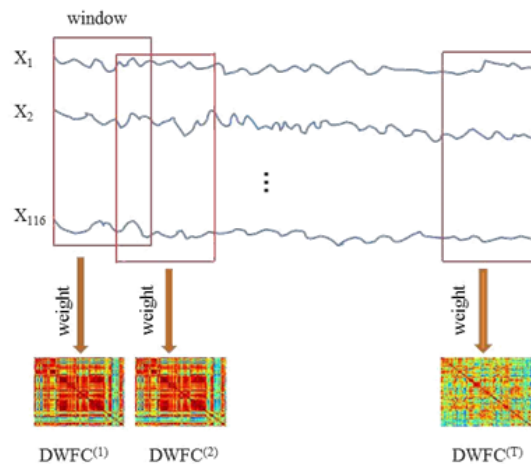 window
X₁
X₂
⋮
X₁₁₆
weight weight weight
DWFC⁽¹⁾ DWFC⁽²⁾ DWFC⁽ᵀ⁾